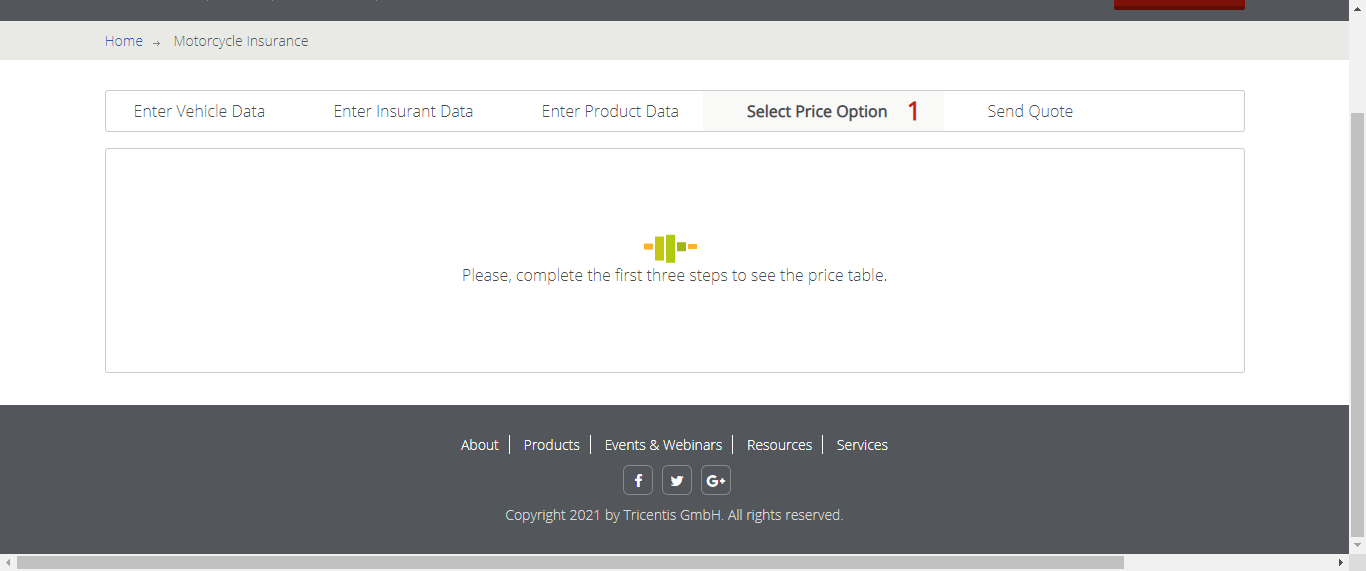 Home → Motorcycle Insurance
Enter Vehicle Data Enter Insurant Data Enter Product Data Select Price Option 1 Send Quote
Please, complete the first three steps to see the price table.
About Products Events & Webinars Resources Services
f G+
Copyright 2021 by Tricentis GmbH. All rights reserved.